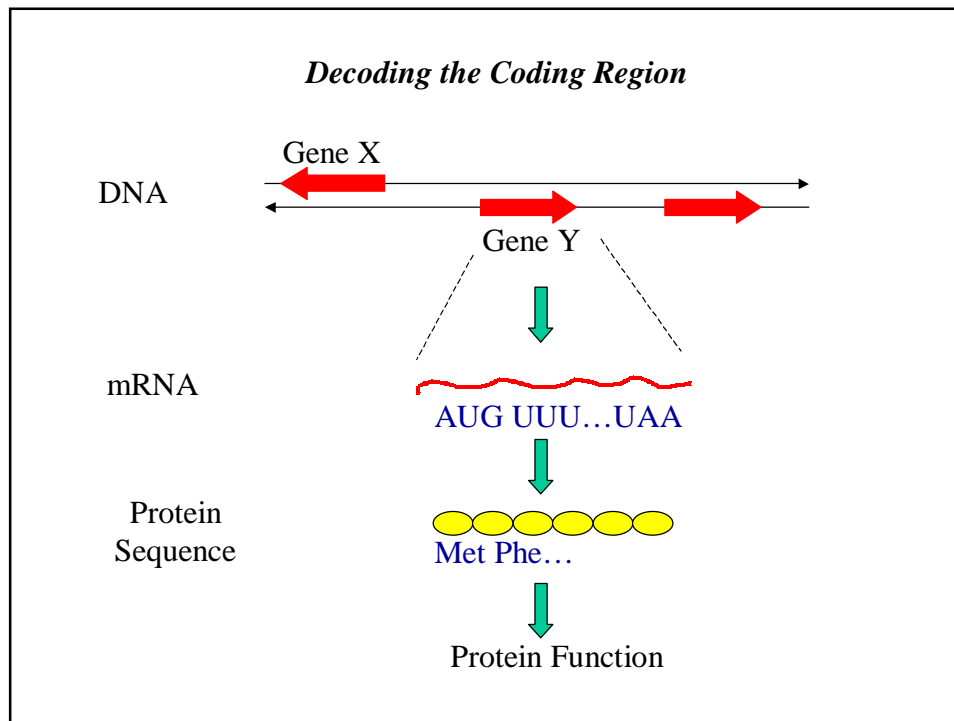 Decoding the Coding Region
Gene X
DNA
Gene Y
mRNA
AUG UUU…UAA
Protein
Sequence
Met Phe…
Protein Function